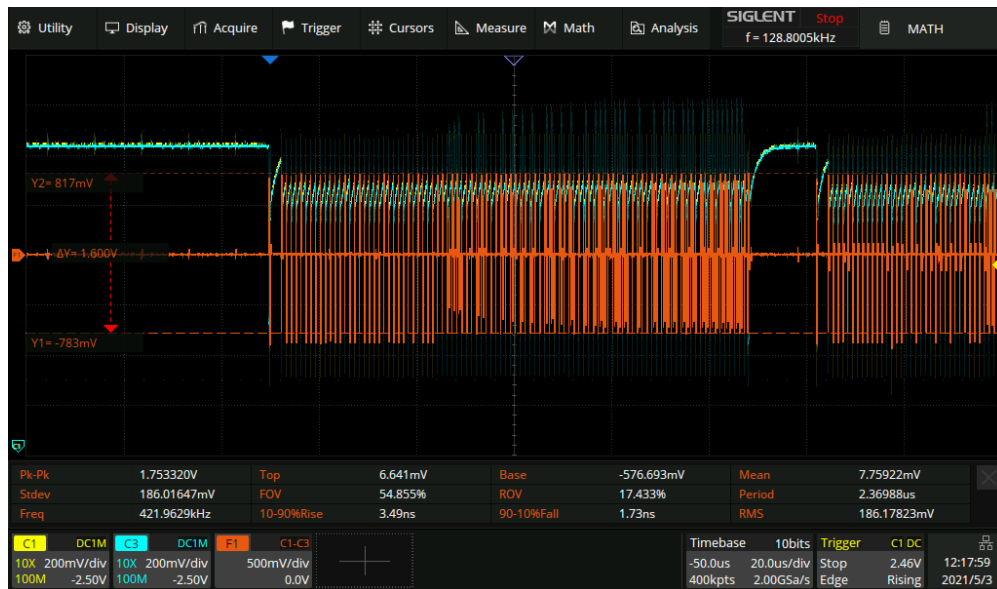 Utility Display Acquire Trigger Cursors Measure Math Analysis SIGLENT Stop
f = 128.8005kHz
MATH
Y2= 817mV
F1
ΔY= 1.600V
Y1= -783mV
C3
Pk-Pk 1.753320V Top 6.641mV Base -576.693mV Mean 7.75922mV
Stdev 186.01647mV FOV 54.855% ROV 17.433% Period 2.36988us
Freq 421.9629kHz 10-90%Rise 3.49ns 90-10%Fall 1.73ns RMS 186.17823mV
C1 DC1M C3 DC1M F1 C1-C3 Timebase 10bits Trigger C1 DC
10X 200mV/div 10X 200mV/div 500mV/div -50.0us 20.0us/div Stop 2.46V 12:17:59
100M -2.50V 100M -2.50V 0.0V 400kpts 2.00GSa/s Edge Rising 2021/5/3